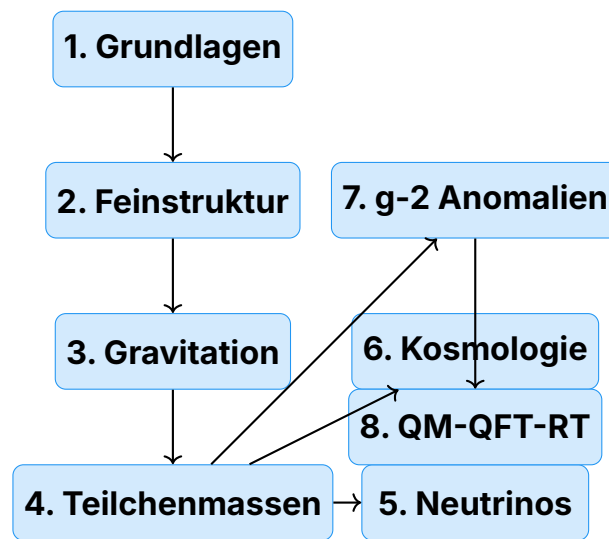 1. Grundlagen
2. Feinstruktur
7. g-2 Anomalien
3. Gravitation
6. Kosmologie
8. QM-QFT-RT
4. Teilchenmassen
5. Neutrinos